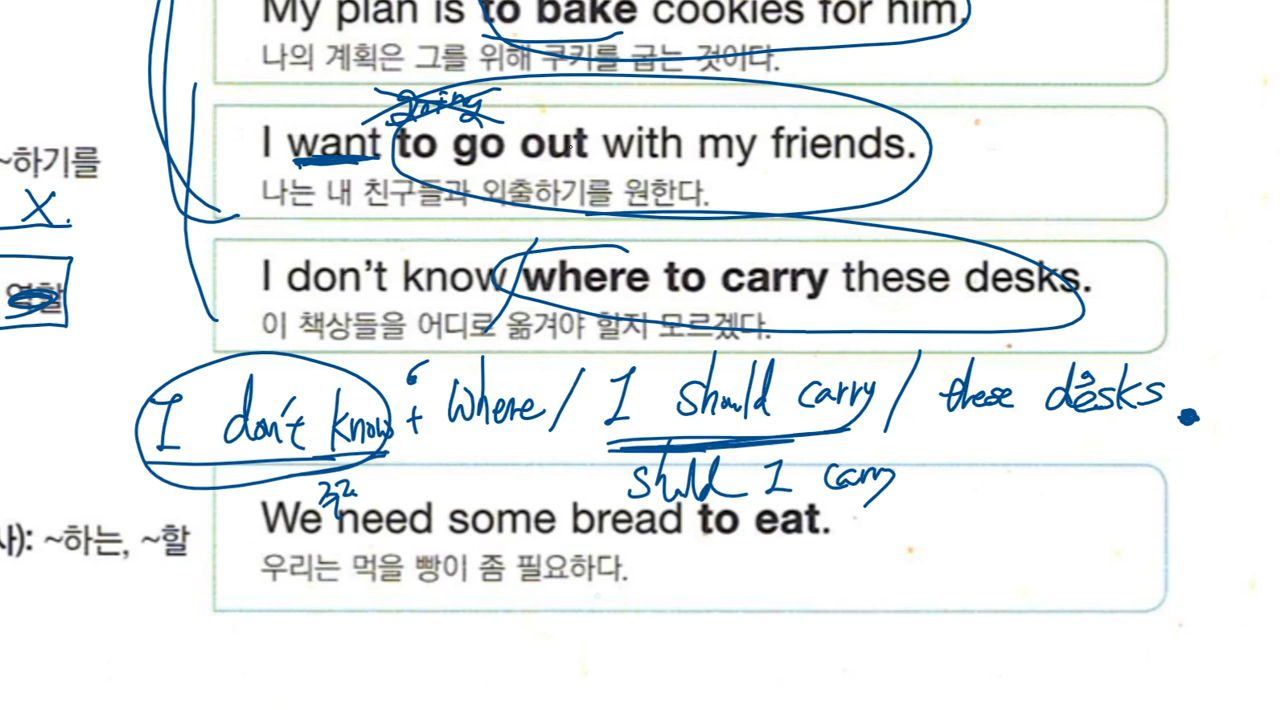 My plan is to bake cookies for him.
나의 계획은 그를 위해 쿠키를 굽는 것이다.
going
I want to go out with my friends.
~하기를
나는 내 친구들과 외출하기를 원한다.
X.
I don't know where to carry these desks.
역할
이 책상들을 어디로 옮겨야 할지 모르겠다.
I don't know + where / I should carry / these desks.
should I carry
We need some bread to eat.
사): ~하는, ~할
우리는 먹을 빵이 좀 필요하다.